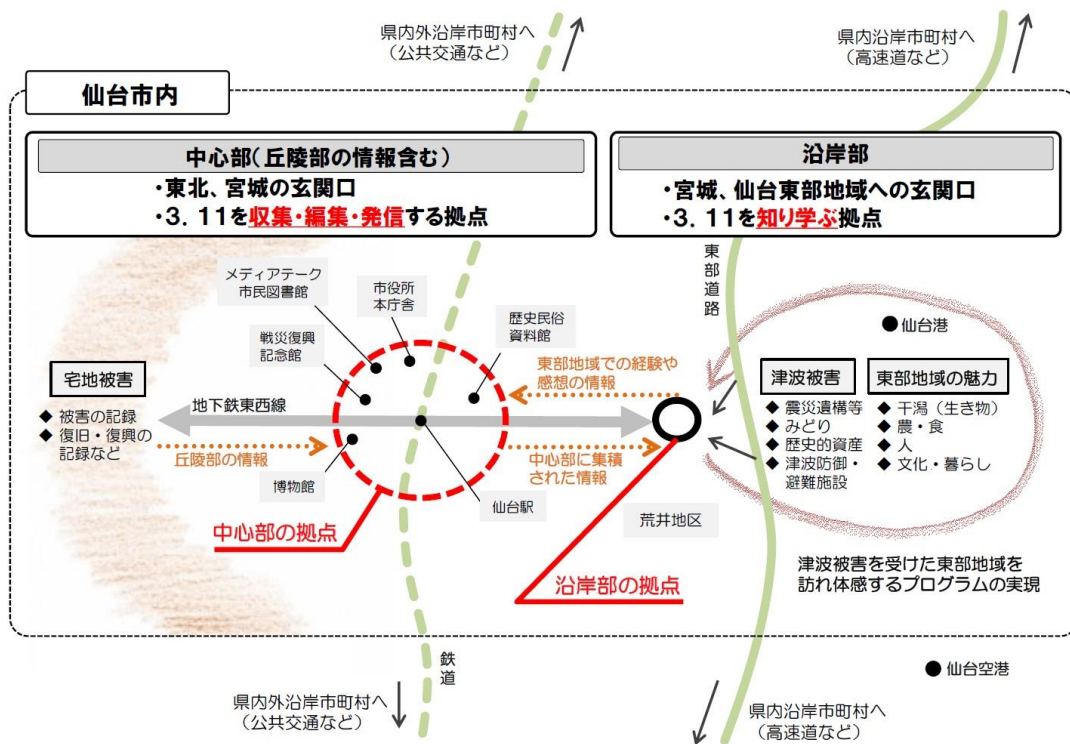 県内外沿岸市町村へ
（公共交通など）
県内沿岸市町村へ
（高速道など）
仙台市内
中心部（丘陵部の情報含む）
・東北、宮城の玄関口
・3．11を収集・編集・発信する拠点
沿岸部
・宮城、仙台東部地域への玄関口
・3．11を知り学ぶ拠点
東部道路
メディアテーク
市民図書館
市役所
本庁舎
戦災復興
記念館
歴史民俗
資料館
仙台港
宅地被害
◆ 被害の記録
◆ 復旧・復興の
記録など
地下鉄東西線
東部地域での経験や
感想の情報
津波被害
◆ 震災遺構等
◆ みどり
◆ 歴史的資産
◆ 津波防御・
避難施設
東部地域の魅力
◆ 干潟（生き物）
◆ 農・食
◆ 人
◆ 文化・暮らし
丘陵部の情報
中心部に集積
された情報
博物館
仙台駅
荒井地区
中心部の拠点
沿岸部の拠点
津波被害を受けた東部地域を
訪れ体感するプログラムの実現
鉄道
仙台空港
県内外沿岸市町村へ
（公共交通など）
県内沿岸市町村へ
（高速道など）